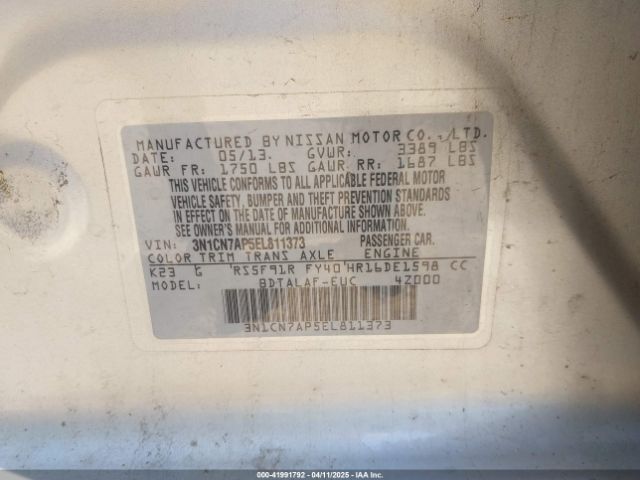 MANUFACTURED BY NISSAN MOTOR CO., LTD.
DATE: 05/13. GVWR: 3389 LBS
GAWR FR: 1750 LBS GAWR RR: 1687 LBS
THIS VEHICLE CONFORMS TO ALL APPLICABLE FEDERAL MOTOR
VEHICLE SAFETY, BUMPER AND THEFT PREVENTION STANDARDS
IN EFFECT ON THE DATE OF MANUFACTURE SHOWN ABOVE.
SEE OWNER'S MANUAL FOR ADDITIONAL INFORMATION.
VIN: 3N1CN7AP5EL811373 PASSENGER CAR.
COLOR TRIM TRANS AXLE ENGINE
K23 G RS5F91R FY40 HR16DE1598 CC
MODEL: BDTALAF-EUC 4Z000
3N1CN7AP5EL811373
000-41991792 - 04/11/2025 - Copyright IAA, Inc.